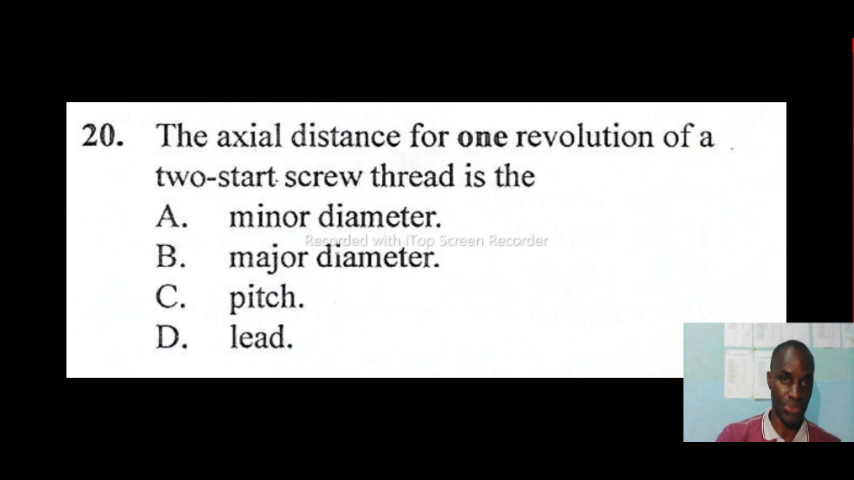 20. The axial distance for one revolution of a
two-start screw thread is the
A. minor diameter.
Recorded with iTop Screen Recorder
B. major diameter.
C. pitch.
D. lead.